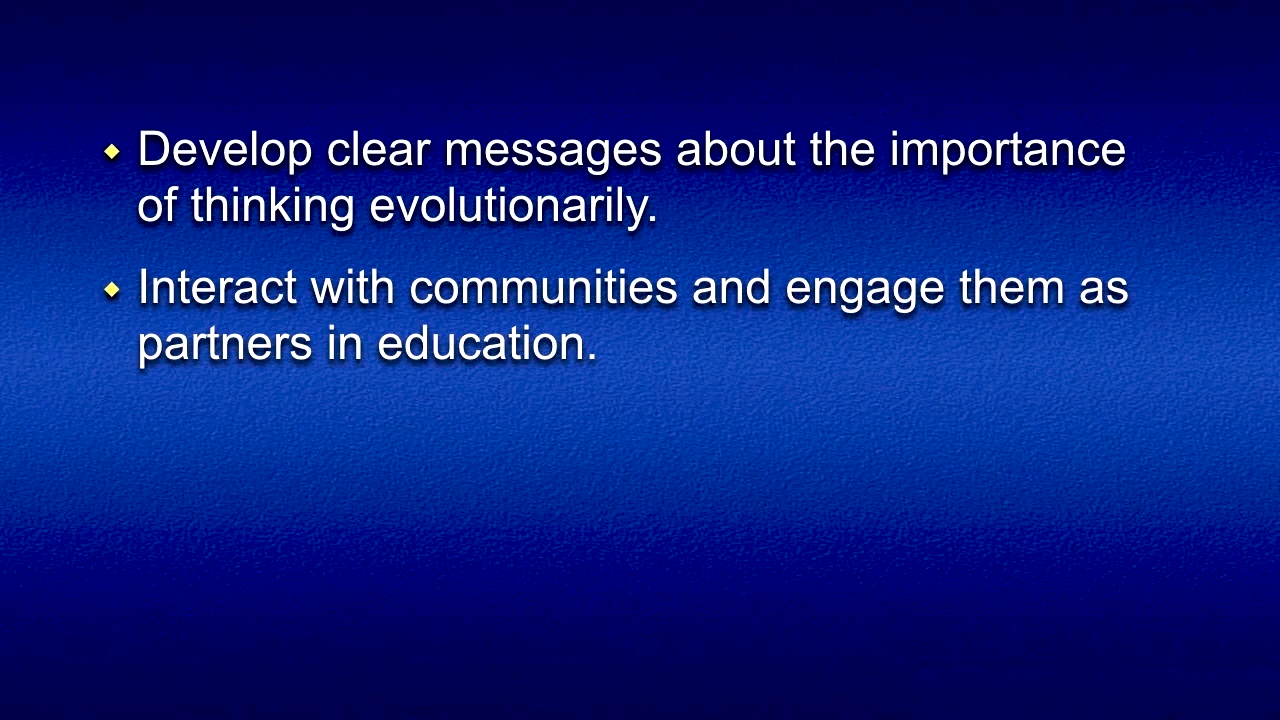 Develop clear messages about the importance
of thinking evolutionarily.
Interact with communities and engage them as
partners in education.